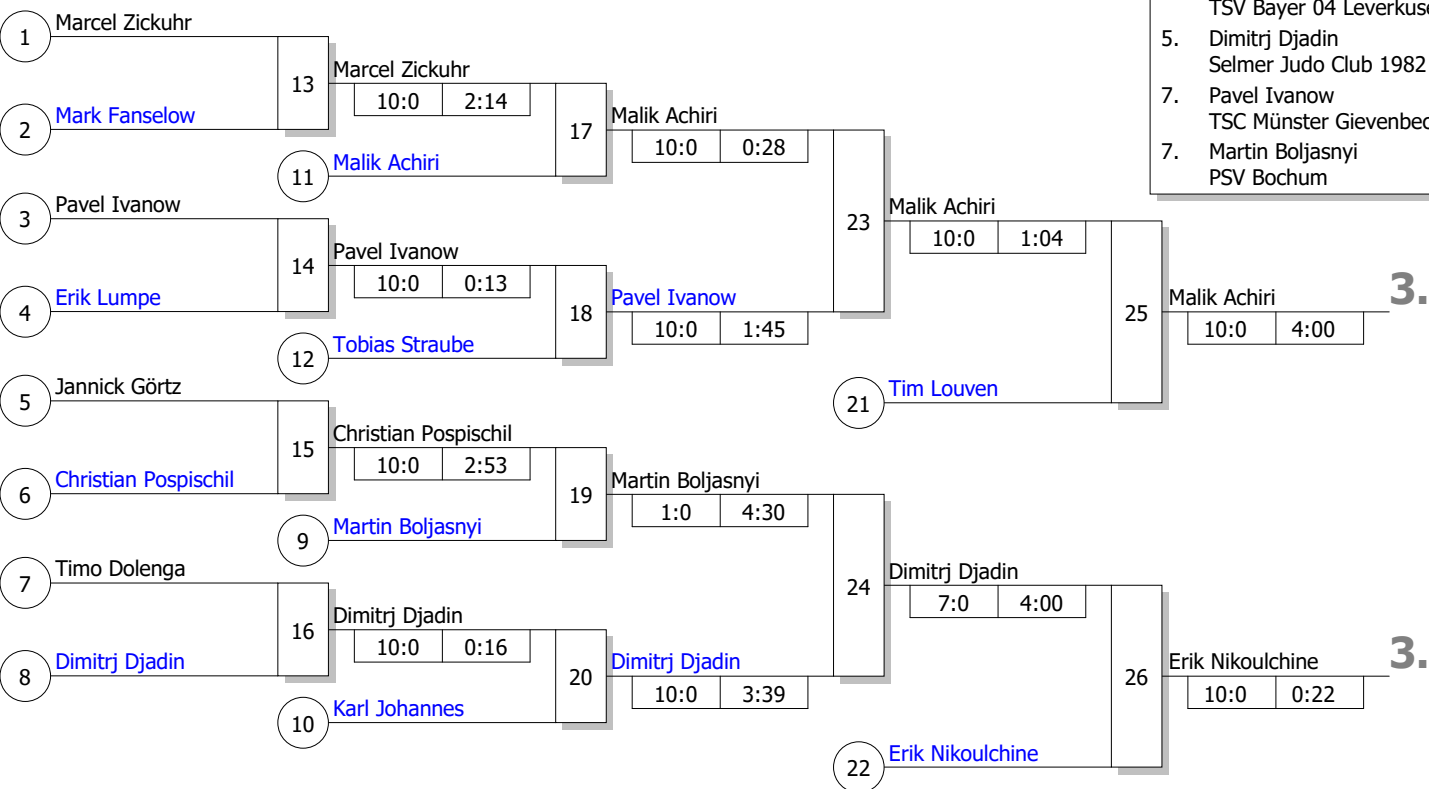 TSV Bayer 04
5. Dimitrj Djadin
Selmer Judo Club 1982
7. Pavel Ivanow
TSC Münster
7. Martin Boljasnyi
PSV Bochum
1 Marcel Zickuhr
2 Mark Fanselow
13 Marcel Zickuhr
10:0 2:14
11 Malik Achiri
17 Malik Achiri
10:0 0:28
3 Pavel Ivanow
4 Erik Lumpe
14 Pavel Ivanow
10:0 0:13
12 Tobias Straube
18 Pavel Ivanow
10:0 1:45
23 Malik Achiri
10:0 1:04
21 Tim Louven
25 Malik Achiri 3.
10:0 4:00
5 Jannick Görtz
6 Christian Pospischil
15 Christian Pospischil
10:0 2:53
9 Martin Boljasnyi
19 Martin Boljasnyi
1:0 4:30
7 Timo Dolenga
8 Dimitrj Djadin
16 Dimitrj Djadin
10:0 0:16
10 Karl Johannes
20 Dimitrj Djadin
10:0 3:39
24 Dimitrj Djadin
7:0 4:00
22 Erik Nikoulchine
26 Erik Nikoulchine 3.
10:0 0:22